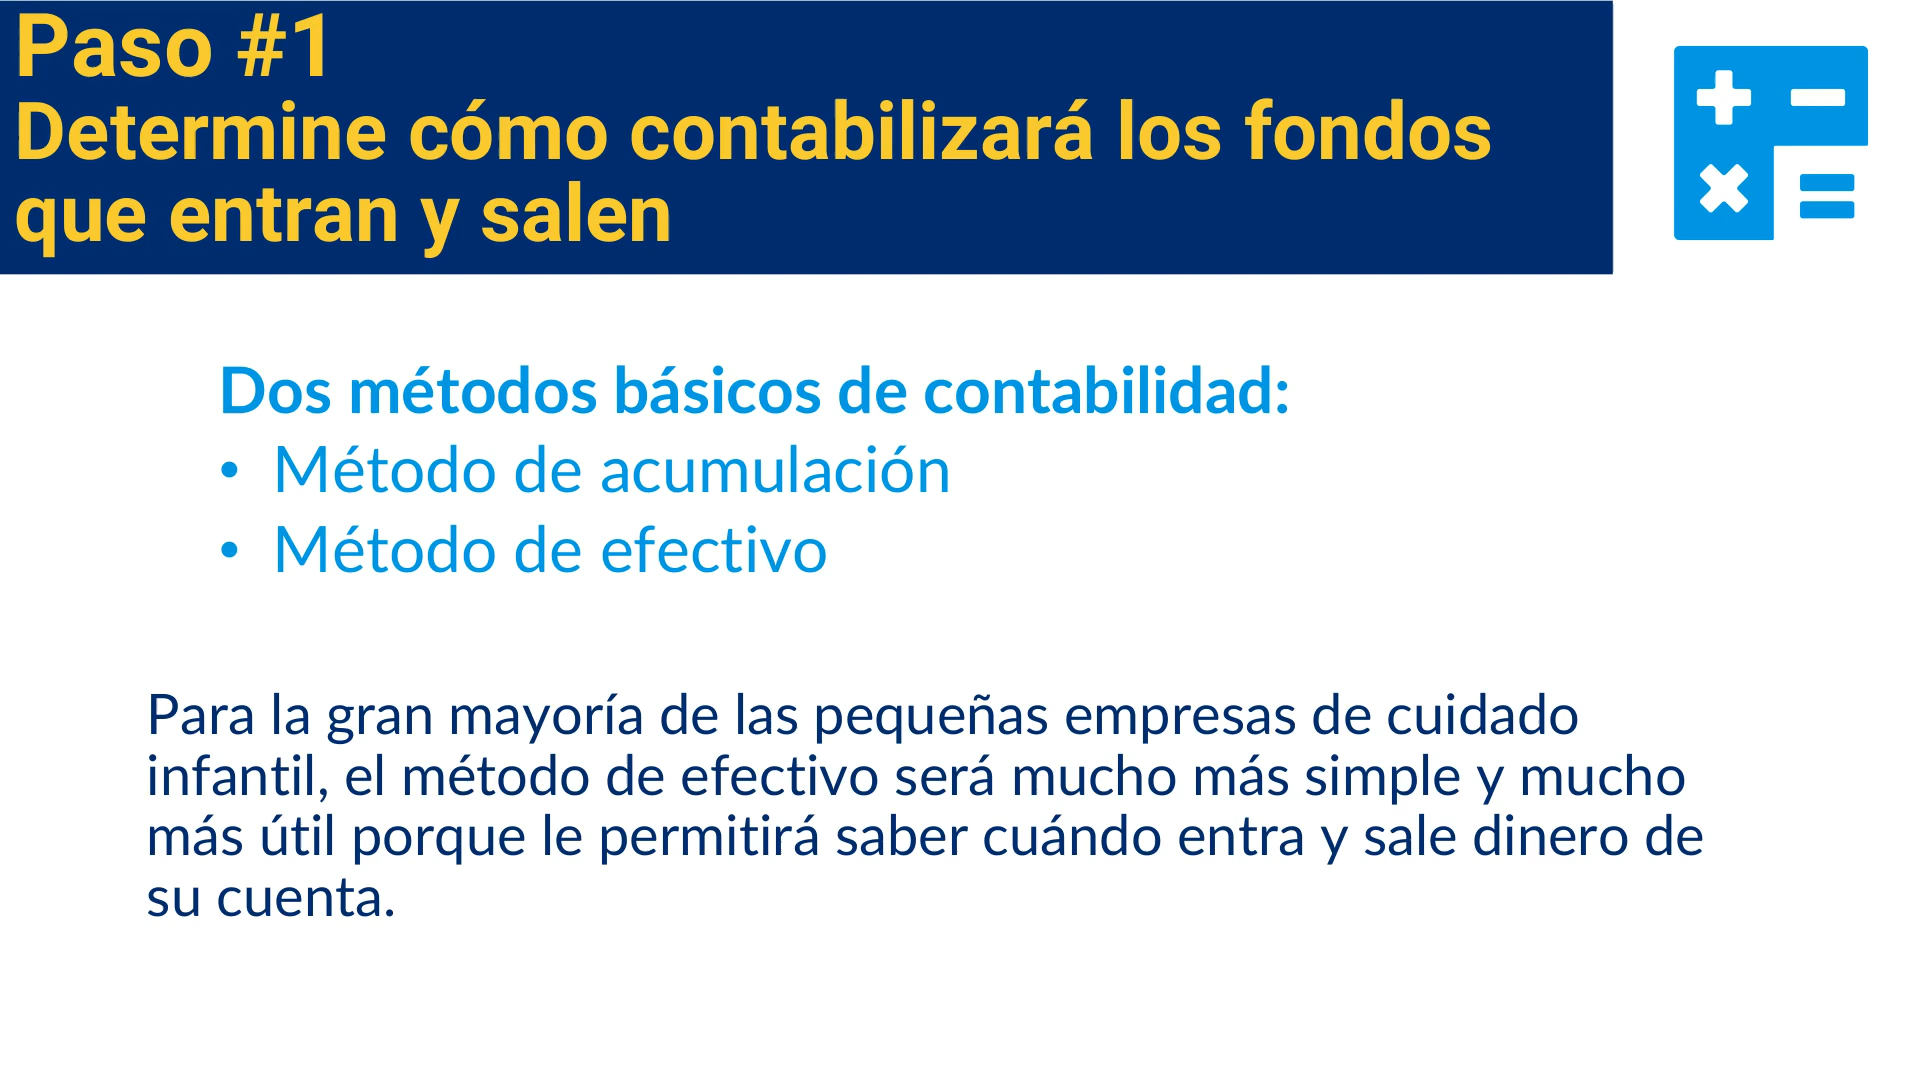 Paso #1
Determine cómo contabilizará los fondos
que entran y salen
Dos métodos básicos de contabilidad:
• Método de acumulación
• Método de efectivo
Para la gran mayoría de las pequeñas empresas de cuidado
infantil, el método de efectivo será mucho más simple y mucho
más útil porque le permitirá saber cuándo entra y sale dinero de
su cuenta.